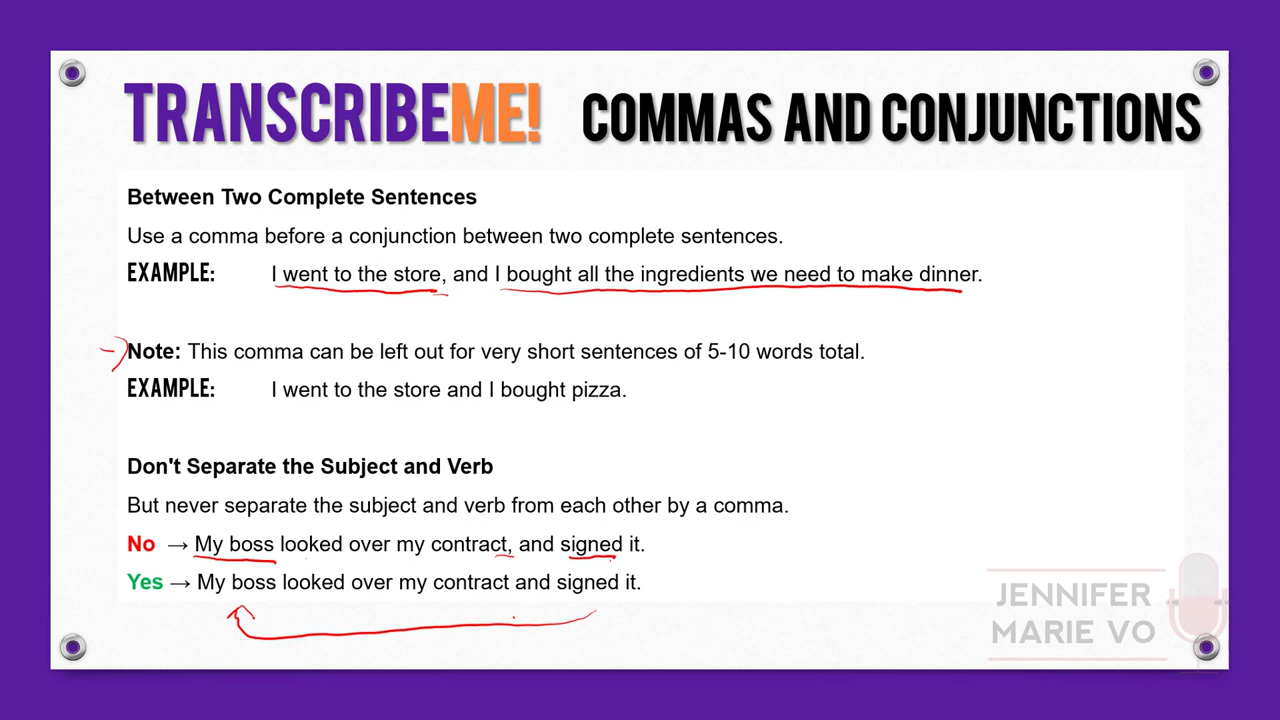 TRANSCRIBEME! COMMAS AND CONJUNCTIONS
Between Two Complete Sentences
Use a comma before a conjunction between two complete sentences.
EXAMPLE: I went to the store, and I bought all the ingredients we need to make dinner.
Note: This comma can be left out for very short sentences of 5-10 words total.
EXAMPLE: I went to the store and I bought pizza.
Don't Separate the Subject and Verb
But never separate the subject and verb from each other by a comma.
No → My boss looked over my contract, and signed it.
Yes → My boss looked over my contract and signed it.
JENNIFER
MARIE VO